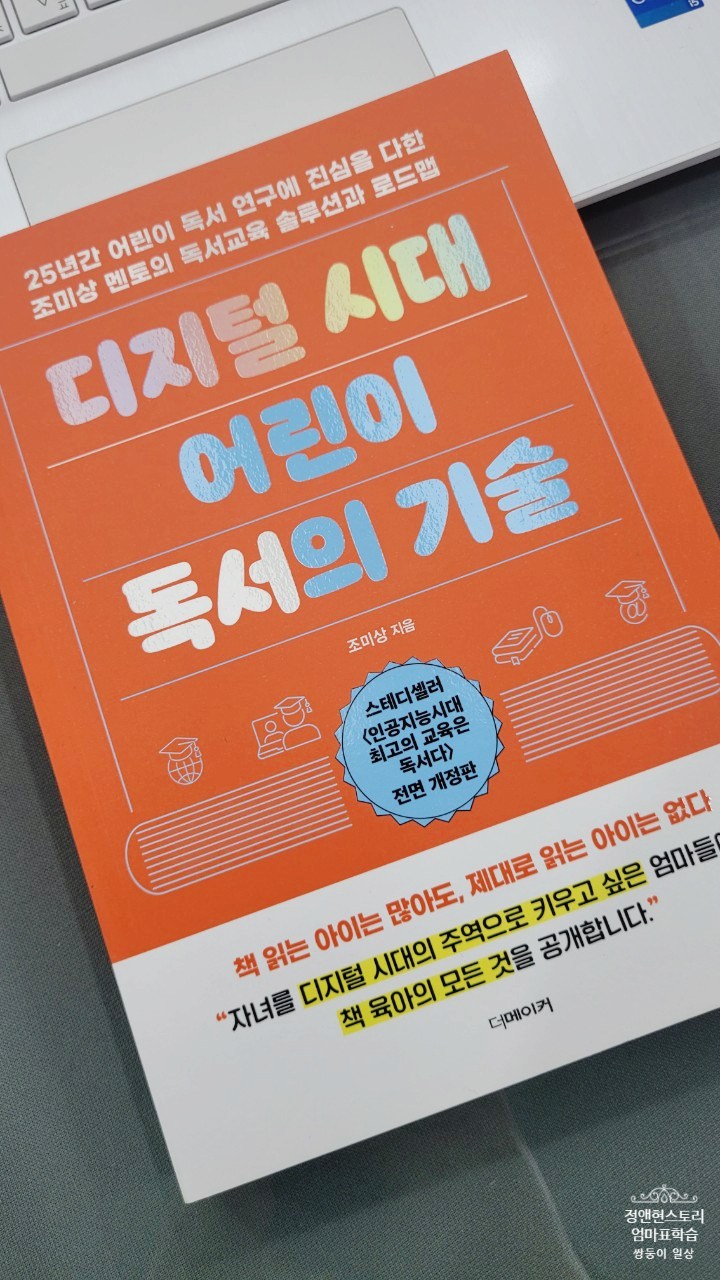 25년간 어린이 독서 연구에 진심을 다한
조미상 멘토의 독서교육 솔루션과 로드맵
디지털 시대
어린이
독서의 기술
조미상 지음
스테디셀러
〈인공지능시대
최고의 교육은
독서다〉
전면 개정판
책 읽는 아이는 많아도, 제대로 읽는 아이는 없다
“자녀를 디지털 시대의 주역으로 키우고 싶은 엄마들
책 육아의 모든 것을 공개합니다.”
더메이커
정앤현스토리
엄마표학습
쌍둥이 일상